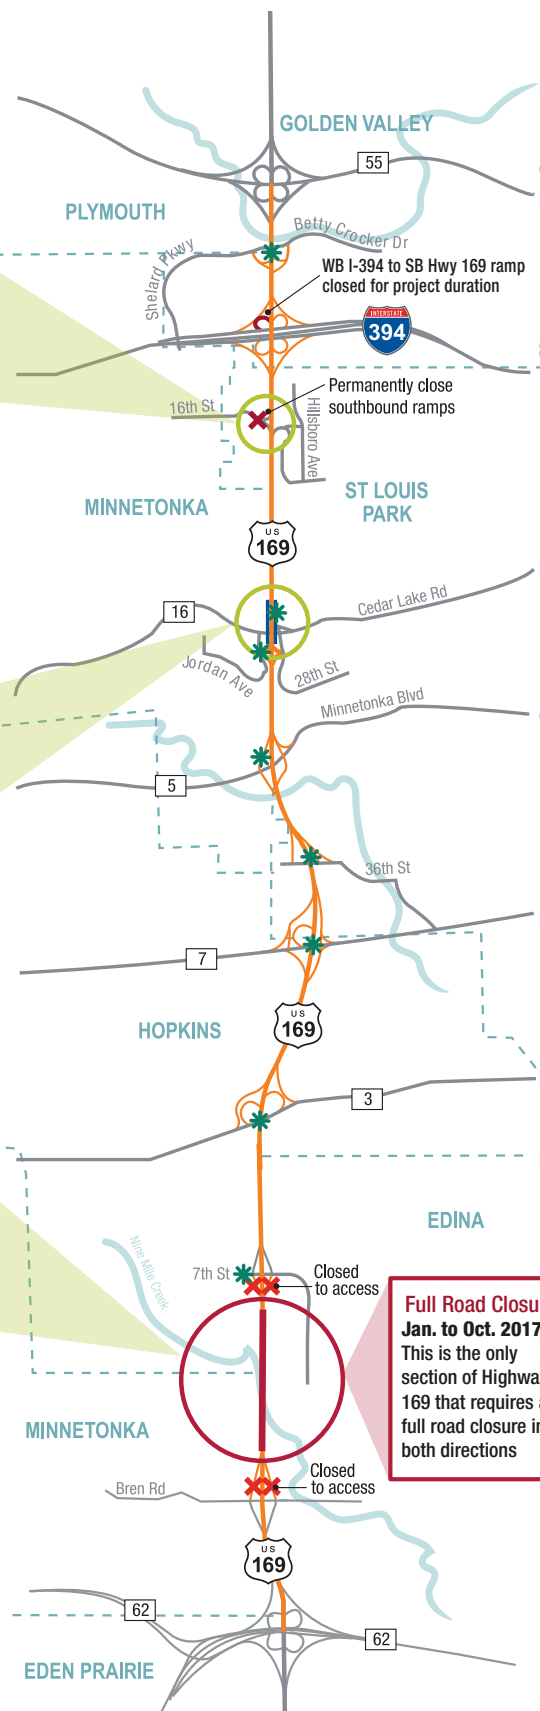 GOLDEN VALLEY
55
PLYMOUTH
Betty Crocker Dr
Shelard Pkwy
WB I-394 to SB Hwy 169 ramp
closed for project duration
INTERSTATE
394
Permanently close
southbound ramps
16th St
Hillsboro Ave
ST LOUIS
PARK
MINNETONKA
US
169
16
Cedar Lake Rd
Jordan Ave
28th St
Minnetonka Blvd
5
36th St
7
US
169
HOPKINS
3
EDINA
Nine Mile Creek
7th St
Closed
to access
Full Road Closu
Jan. to Oct. 2017
This is the only
section of Highwa
169 that requires a
full road closure in
both directions
MINNETONKA
Closed
to access
Bren Rd
US
169
62
62
EDEN PRAIRIE